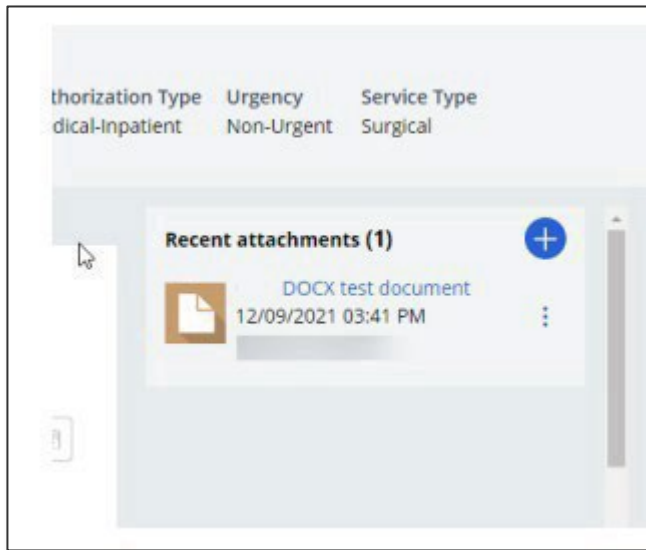 thorization Type Urgency Service Type
dical-Inpatient Non-Urgent Surgical
Recent attachments (1)
DOCX test document
12/09/2021 03:41 PM